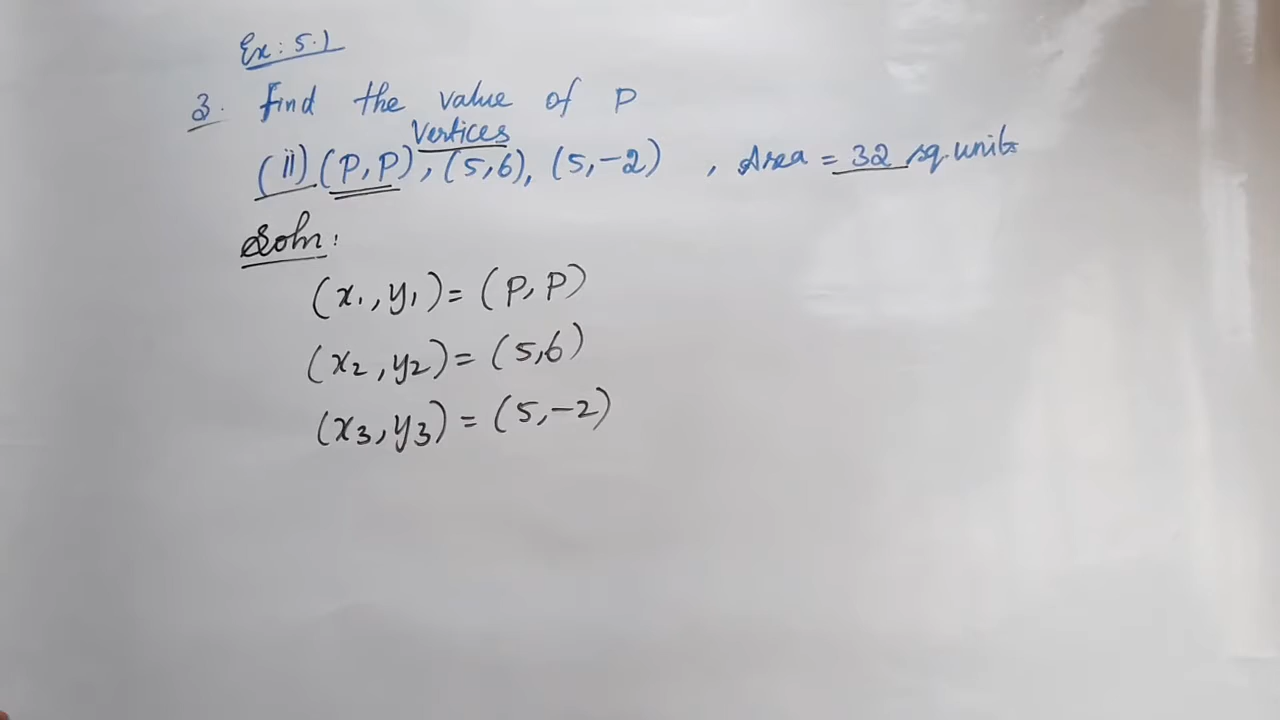 Ex: 5.1
3. Find the value of P
Vertices
(ii) (P,P), (5,6), (5,-2) , Area = 32 sq.units
Soln:
(x₁,y₁) = (P,P)
(x₂,y₂) = (5,6)
(x₃,y₃) = (5,-2)